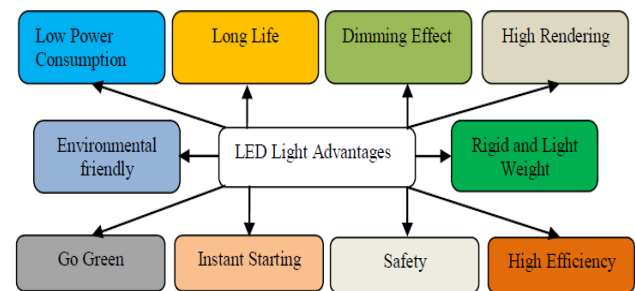 Low Power
Consumption
Long Life
Dimming Effect
High Rendering
Environmental
friendly
LED Light Advantages
Rigid and Light
Weight
Go Green
Instant Starting
Safety
High Efficiency